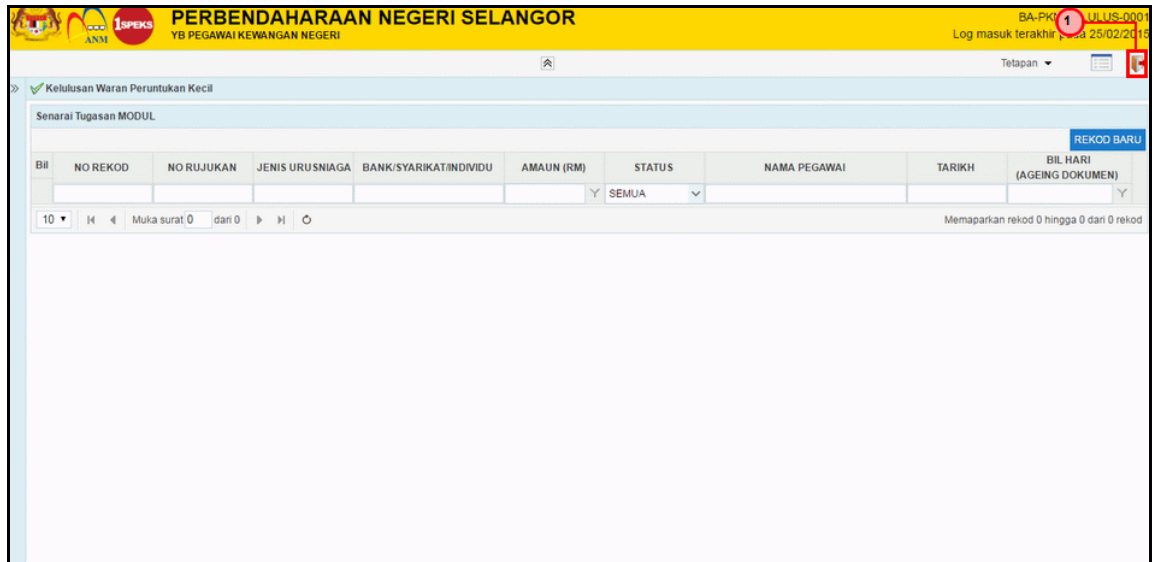 ANM
1SPEKS
PERBENDAHARAAN NEGERI SELANGOR
YB PEGAWAI KEWANGAN NEGERI
1
ULUS-0001
Log masuk terakhir 25/02/2015
Tetapan
Kelulusan Waran Peruntukan Kecil
Senarai Tugasan MODUL
REKOD BARU
Bil NO REKOD NO RUJUKAN JENIS URUSNIAGA BANK/SYARIKAT/INDIVIDU AMAUN (RM) STATUS NAMA PEGAWAI TARIKH BIL HARI
(AGEING DOKUMEN)
SEMUA
10 Muka surat 0 dari 0 Memaparkan rekod 0 hingga 0 dari 0 rekod